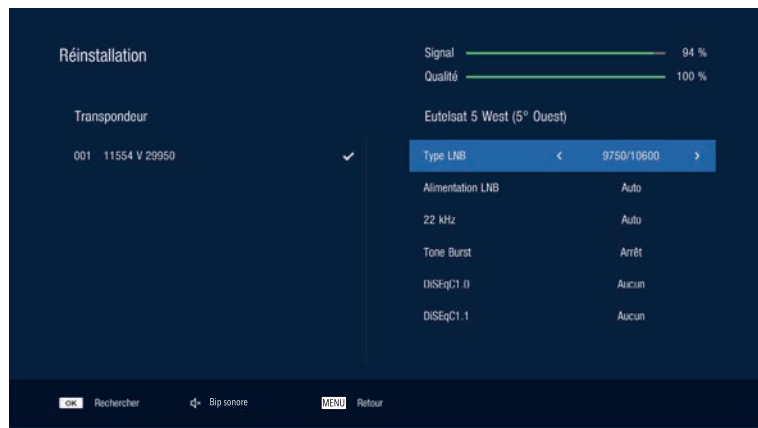 Réinstallation
Signal 94 %
Qualité 100 %
Transpondeur
Eutelsat 5 West (5° Ouest)
001 11554 V 29950
Type LNB 9750/10600
Alimentation LNB Auto
22 kHz Auto
Tone Burst Arrêt
DiSEqC1.0 Aucun
DiSEqC1.1 Aucun
OK Rechercher Bip sonore MENU Retour